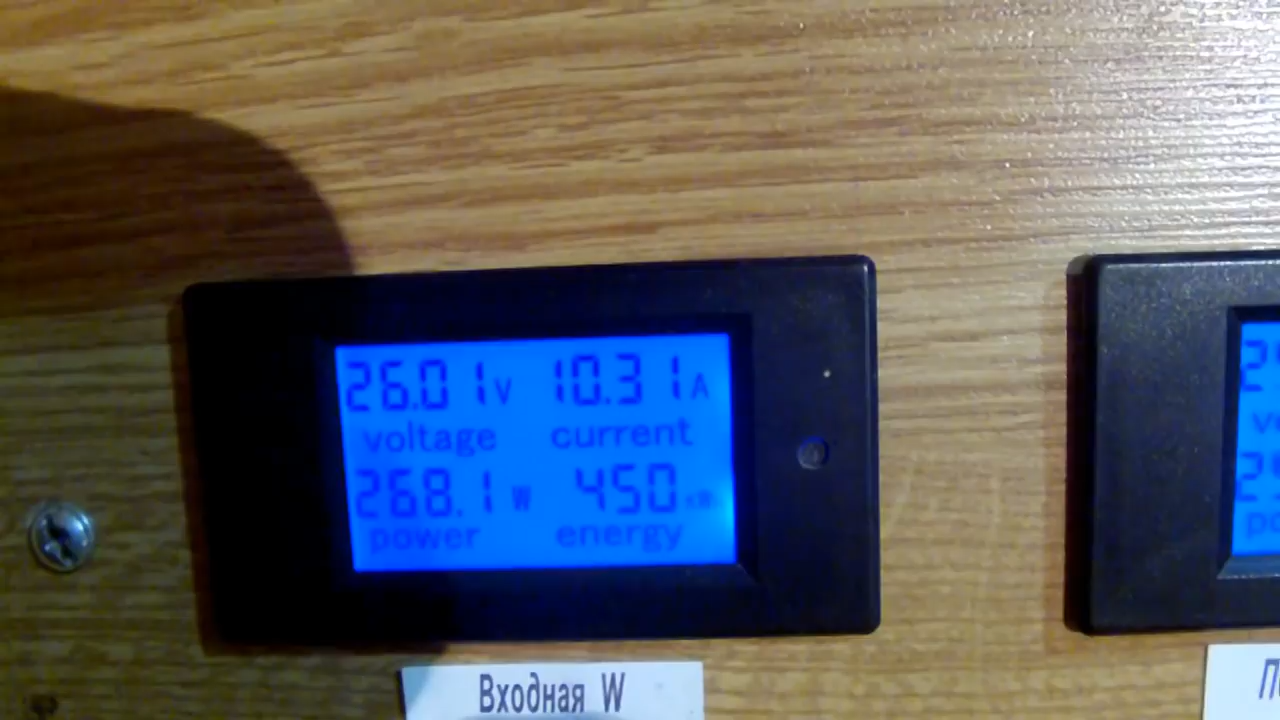 26.01V 10.31A
voltage current
268.1W 450
power energy
Входная W